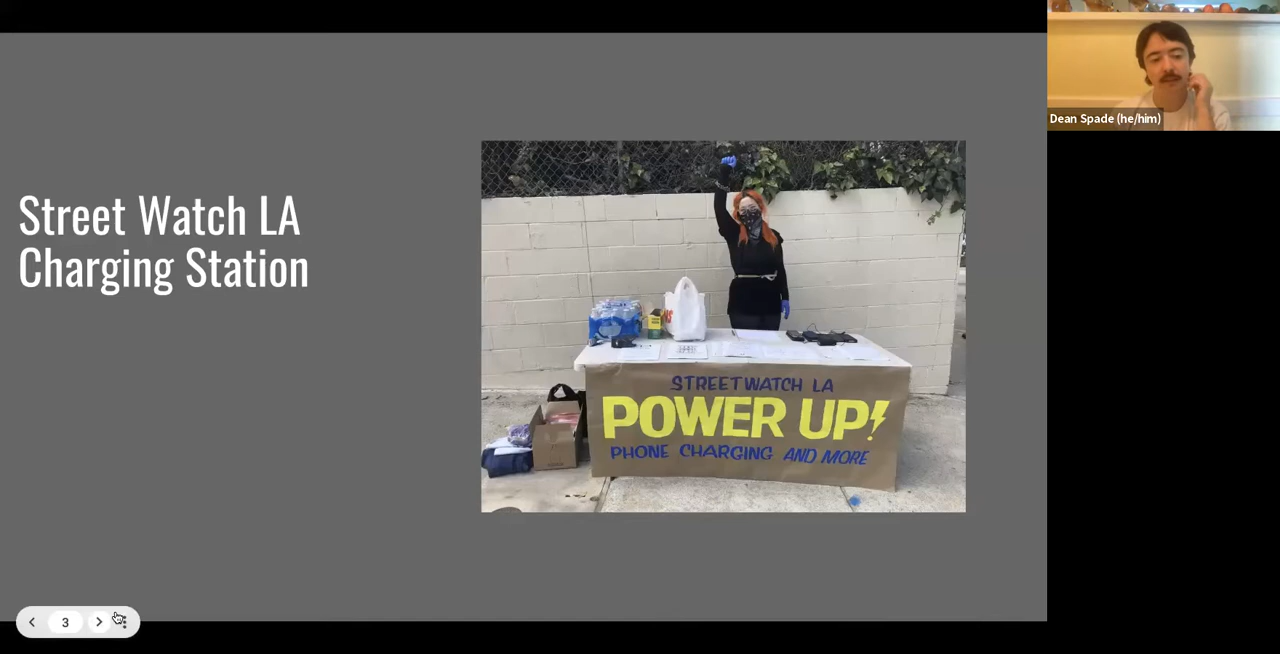 Street Watch LA
Charging Station
STREETWATCH LA
POWER UP!
PHONE CHARGING AND MORE
Dean Spade (he/him)
3